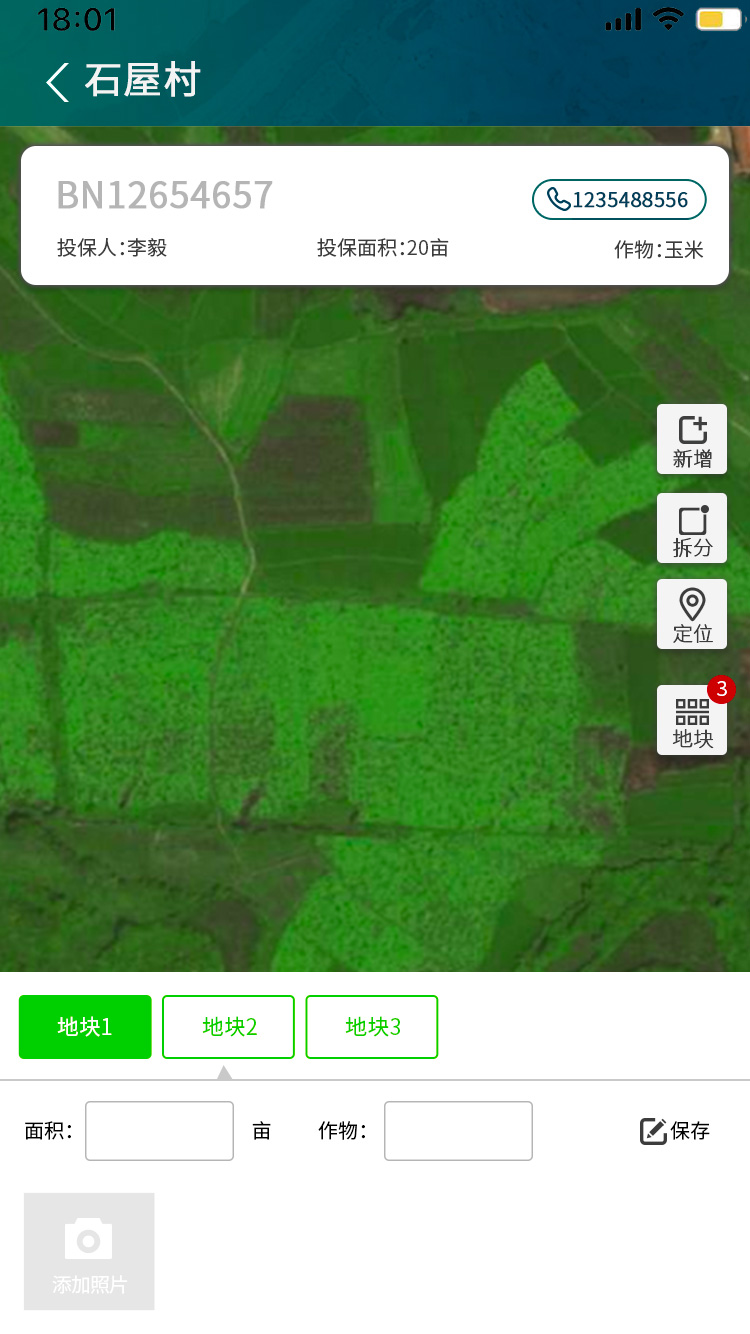 18:01
石屋村
BN12654657
1235488556
投保人:李毅
投保面积:20亩
作物:玉米
新增
拆分
定位
3
地块
地块1
地块2
地块3
面积:
亩
作物:
保存
添加照片